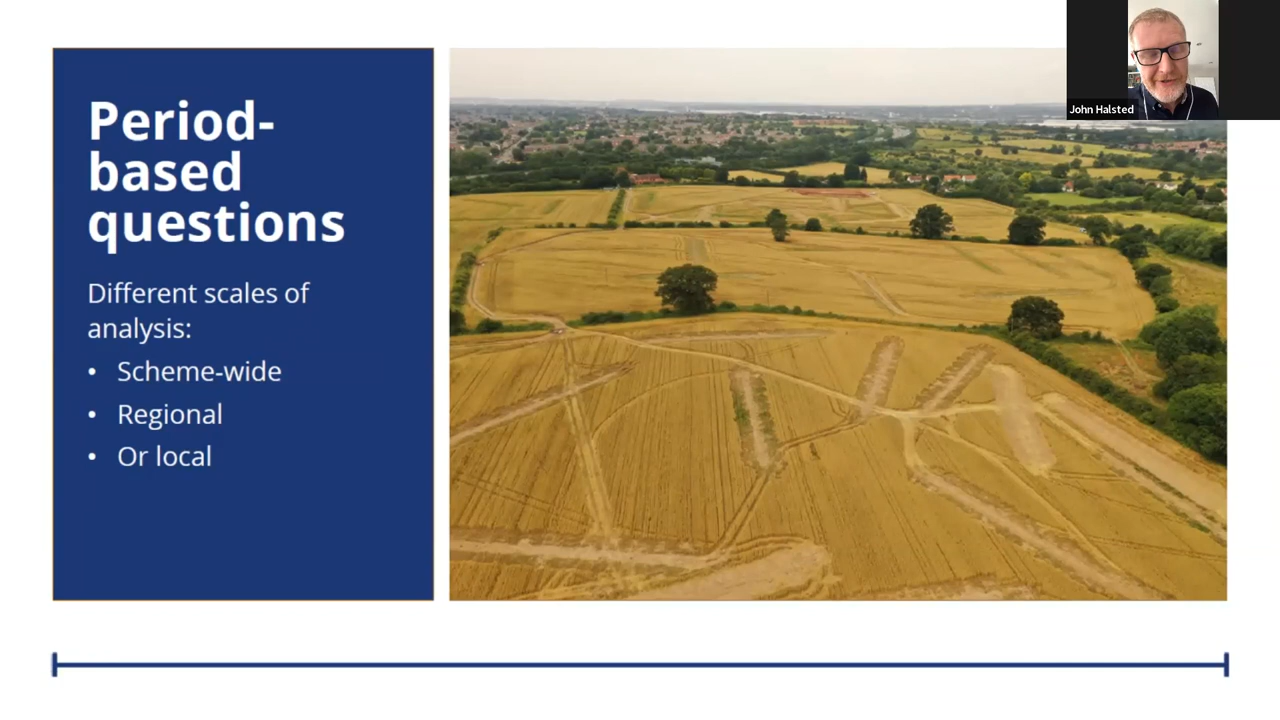 Period-
based
questions
Different scales of
analysis:
• Scheme-wide
• Regional
• Or local
John Halsted